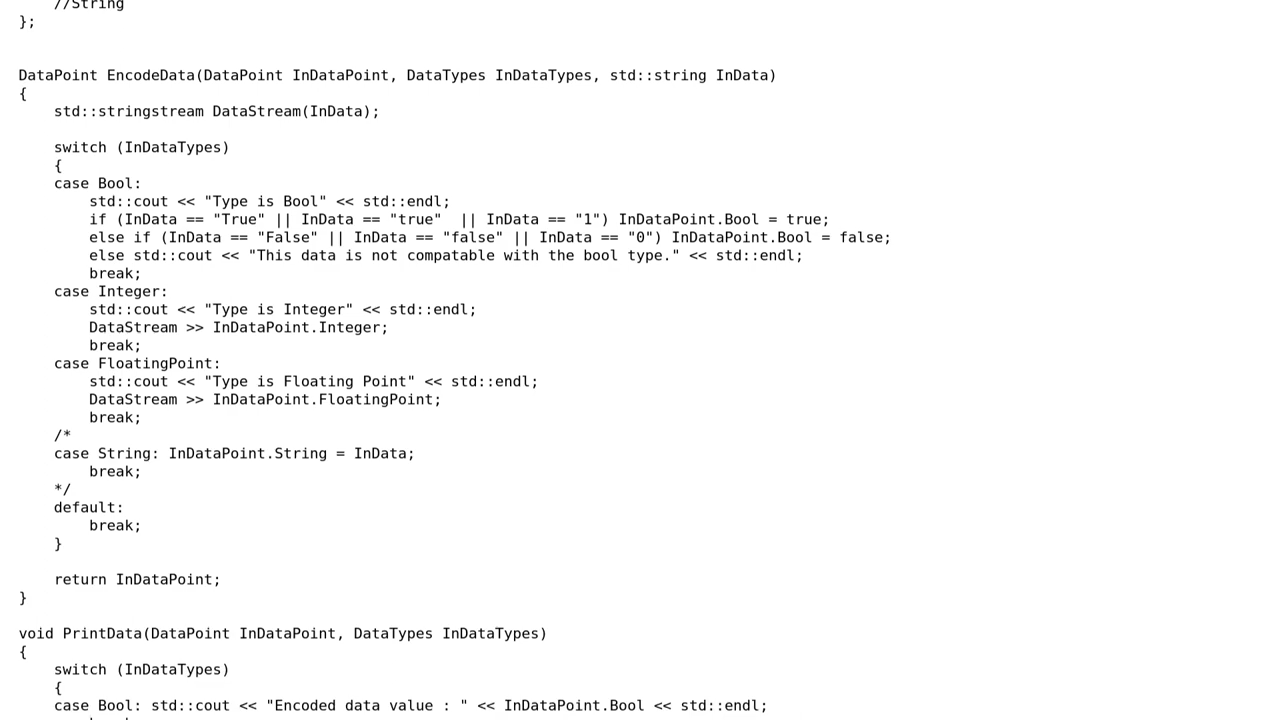 //String
};
DataPoint EncodeData(DataPoint InDataPoint, DataTypes InDataTypes, std::string InData)
{
    std::stringstream DataStream(InData);
    switch (InDataTypes)
    {
    case Bool:
        std::cout << "Type is Bool" << std::endl;
        if (InData == "True" || InData == "true"  || InData == "1") InDataPoint.Bool = true;
        else if (InData == "False" || InData == "false" || InData == "0") InDataPoint.Bool = false;
        else std::cout << "This data is not compatable with the bool type." << std::endl;
        break;
    case Integer:
        std::cout << "Type is Integer" << std::endl;
        DataStream >> InDataPoint.Integer;
        break;
    case FloatingPoint:
        std::cout << "Type is Floating Point" << std::endl;
        DataStream >> InDataPoint.FloatingPoint;
        break;
    /*
    case String: InDataPoint.String = InData;
        break;
    */
    default:
        break;
    }
    return InDataPoint;
}
void PrintData(DataPoint InDataPoint, DataTypes InDataTypes)
{
    switch (InDataTypes)
    {
    case Bool: std::cout << "Encoded data value : " << InDataPoint.Bool << std::endl;